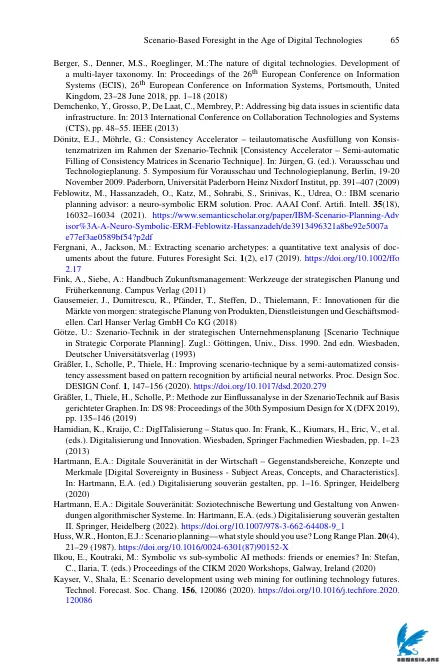 Scenario-Based Foresight in the Age of Digital Technologies 65
Berger, S., Denner, M.S., Roeglinger, M.:The nature of digital technologies. Development of
a multi-layer taxonomy. In: Proceedings of the 26th European Conference on Information
Systems (ECIS), 26th European Conference on Information Systems, Portsmouth, United
Kingdom, 23–28 June 2018, pp. 1–18 (2018)
Demchenko, Y., Grosso, P., De Laat, C., Membrey, P.: Addressing big data issues in scientific data
infrastructure. In: 2013 International Conference on Collaboration Technologies and Systems
(CTS), pp. 48–55. IEEE (2013)
Dönitz, E.J., Möhrle, G.: Consistency Accelerator – teilautomatische Ausfüllung von Konsis-
tenzmatrizen im Rahmen der Szenario-Technik [Consistency Accelerator – Semi-automatic
Filling of Consistency Matrices in Scenario Technique]. In: Jürgen, G. (ed.). Vorausschau und
Technologieplanung. 5. Symposium für Vorausschau und Technologieplanung, Berlin, 19-20
November 2009. Paderborn, Universität Paderborn Heinz Nixdorf Institut, pp. 391–407 (2009)
Feblowitz, M., Hassanzadeh, O., Katz, M., Sohrabi, S., Srinivas, K., Udrea, O.: IBM scenario
planning advisor: a neuro-symbolic ERM solution. Proc. AAAI Conf. Artifi. Intell. 35(18),
16032–16034 (2021). https://www.semanticscholar.org/paper/IBM-Scenario-Planning-Adv
isor%3A-A-Neuro-Symbolic-ERM-Feblowitz-Hassanzadeh/de3913496321a8be92e5007a
e77ef3ae0589bf54?p2df
Fergnani, A., Jackson, M.: Extracting scenario archetypes: a quantitative text analysis of doc-
uments about the future. Futures Foresight Sci. 1(2), e17 (2019). https://doi.org/10.1002/ffo
2.17
Fink, A., Siebe, A.: Handbuch Zukunftsmanagement: Werkzeuge der strategischen Planung und
Früherkennung. Campus Verlag (2011)
Gausemeier, J., Dumitrescu, R., Pfänder, T., Steffen, D., Thielemann, F.: Innovationen für die
Märkte von morgen: strategische Planung von Produkten, Dienstleistungen und Geschäftsmod-
ellen. Carl Hanser Verlag GmbH Co KG (2018)
Götze, U.: Szenario-Technik in der strategischen Unternehmensplanung [Scenario Technique
in Strategic Corporate Planning]. Zugl.: Göttingen, Univ., Diss. 1990. 2nd edn. Wiesbaden,
Deutscher Universitätsverlag (1993)
Gräßler, I., Scholle, P., Thiele, H.: Improving scenario-technique by a semi-automatized consis-
tency assessment based on pattern recognition by artificial neural networks. Proc. Design Soc.
DESIGN Conf. 1, 147–156 (2020). https://doi.org/10.1017/dsd.2020.279
Gräßler, I., Thiele, H., Scholle, P.: Methode zur Einflussanalyse in der SzenarioTechnik auf Basis
gerichteter Graphen. In: DS 98: Proceedings of the 30th Symposium Design for X (DFX 2019),
pp. 135–146 (2019)
Hamidian, K., Kraijo, C.: DigITalisierung – Status quo. In: Frank, K., Kiumars, H., Eric, V., et al.
(eds.). Digitalisierung und Innovation. Wiesbaden, Springer Fachmedien Wiesbaden, pp. 1–23
(2013)
Hartmann, E.A.: Digitale Souveränität in der Wirtschaft – Gegenstandsbereiche, Konzepte und
Merkmale [Digital Sovereignty in Business - Subject Areas, Concepts, and Characteristics].
In: Hartmann, E.A. (ed.) Digitalisierung souverän gestalten, pp. 1–16. Springer, Heidelberg
(2020)
Hartmann, E.A.: Digitale Souveränität: Soziotechnische Bewertung und Gestaltung von Anwen-
dungen algorithmischer Systeme. In: Hartmann, E.A. (eds.) Digitalisierung souverän gestalten
II. Springer, Heidelberg (2022). https://doi.org/10.1007/978-3-662-64408-9_1
Huss, W.R., Honton, E.J.: Scenario planning—what style should you use? Long Range Plan. 20(4),
21–29 (1987). https://doi.org/10.1016/0024-6301(87)90152-X
Ilkou, E., Koutraki, M.: Symbolic vs sub-symbolic AI methods: friends or enemies? In: Stefan,
C., Ilaria, T. (eds.) Proceedings of the CIKM 2020 Workshops, Galway, Ireland (2020)
Kayser, V., Shala, E.: Scenario development using web mining for outlining technology futures.
Technol. Forecast. Soc. Chang. 156, 120086 (2020). https://doi.org/10.1016/j.techfore.2020.
120086